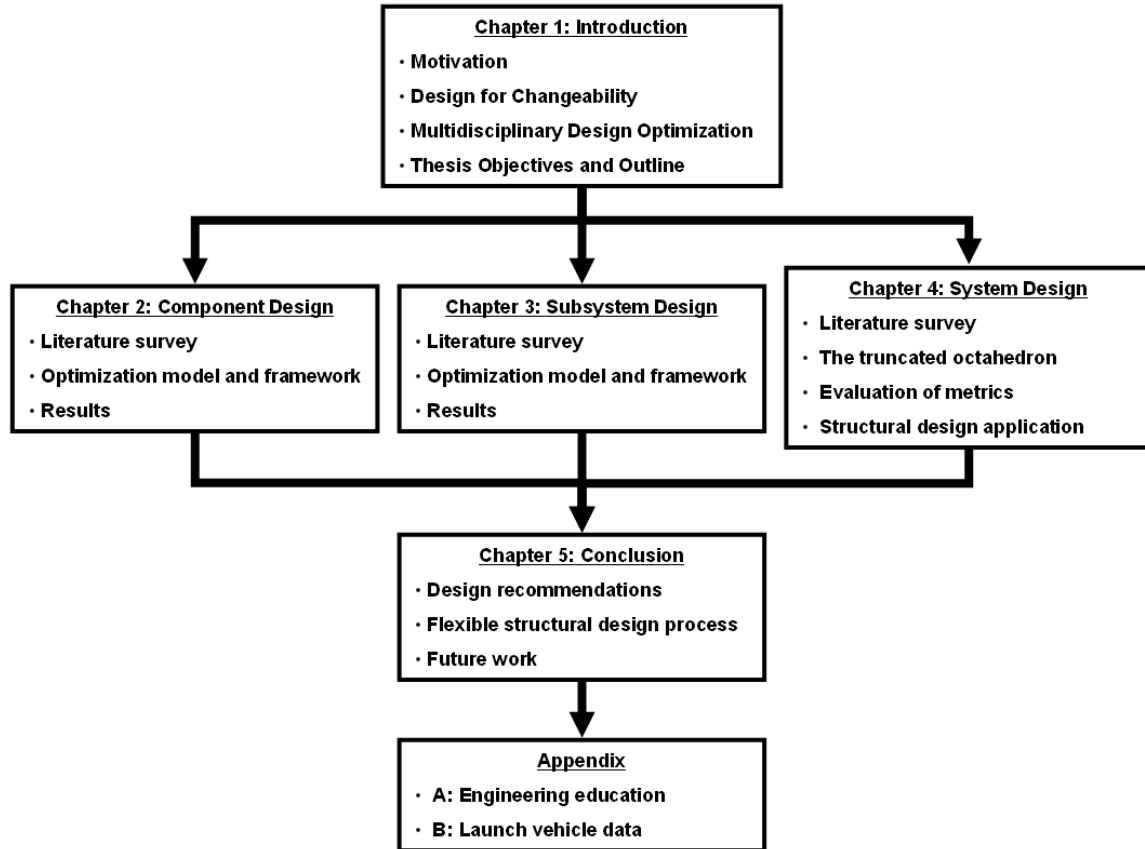 Chapter 1: Introduction
· Motivation
· Design for Changeability
· Multidisciplinary Design Optimization
· Thesis Objectives and Outline
Chapter 2: Component Design
· Literature survey
· Optimization model and framework
· Results
Chapter 3: Subsystem Design
· Literature survey
· Optimization model and framework
· Results
Chapter 4: System Design
· Literature survey
· The truncated octahedron
· Evaluation of metrics
· Structural design application
Chapter 5: Conclusion
· Design recommendations
· Flexible structural design process
· Future work
Appendix
· A: Engineering education
· B: Launch vehicle data